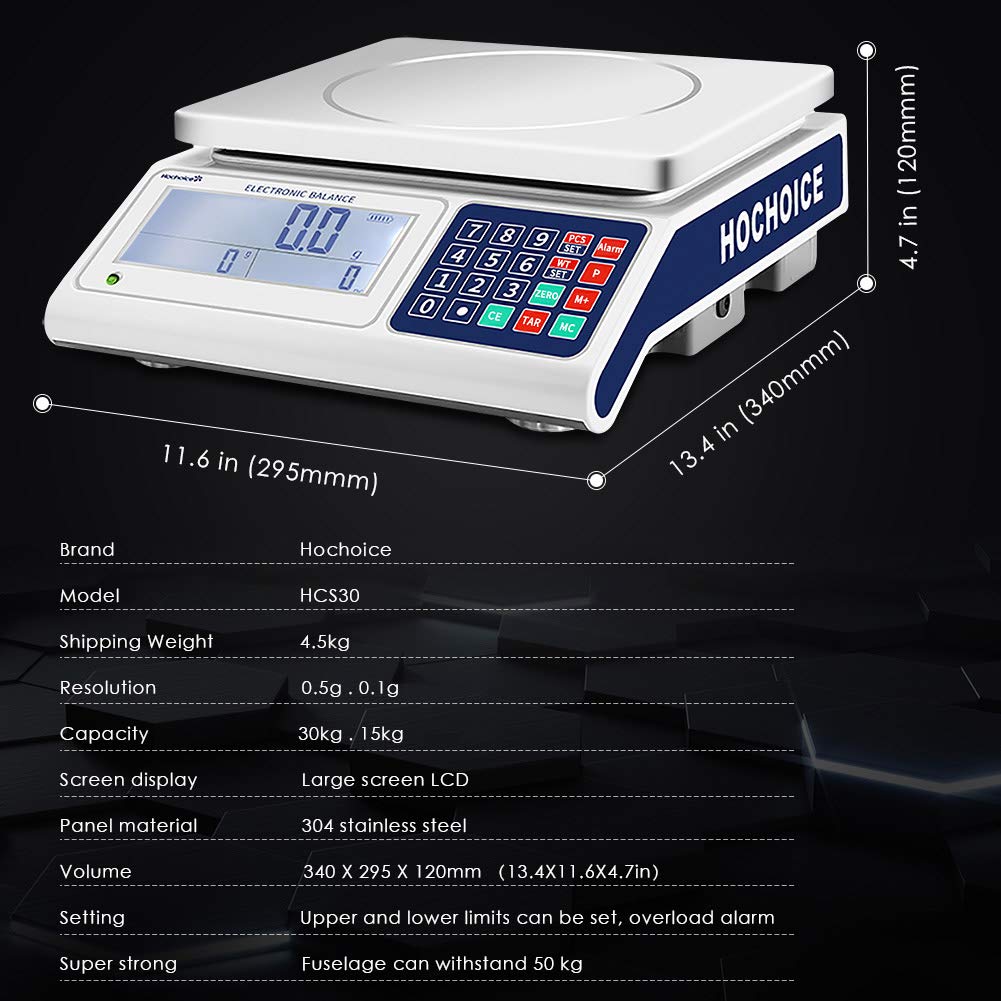 Hochoice
ELECTRONIC BALANCE
0.0
g
0 g
0
7 8 9 PCS SET Alarm
4 5 6 WT SET P
1 2 3 ZERO M+
0 . CE TAR MC
HOCHOICE
4.7 in (120mmm)
13.4 in (340mmm)
11.6 in (295mmm)
Brand Hochoice
Model HCS30
Shipping Weight 4.5kg
Resolution 0.5g . 0.1g
Capacity 30kg . 15kg
Screen display Large screen LCD
Panel material 304 stainless steel
Volume 340 X 295 X 120mm (13.4X11.6X4.7in)
Setting Upper and lower limits can be set, overload alarm
Super strong Fuselage can withstand 50 kg